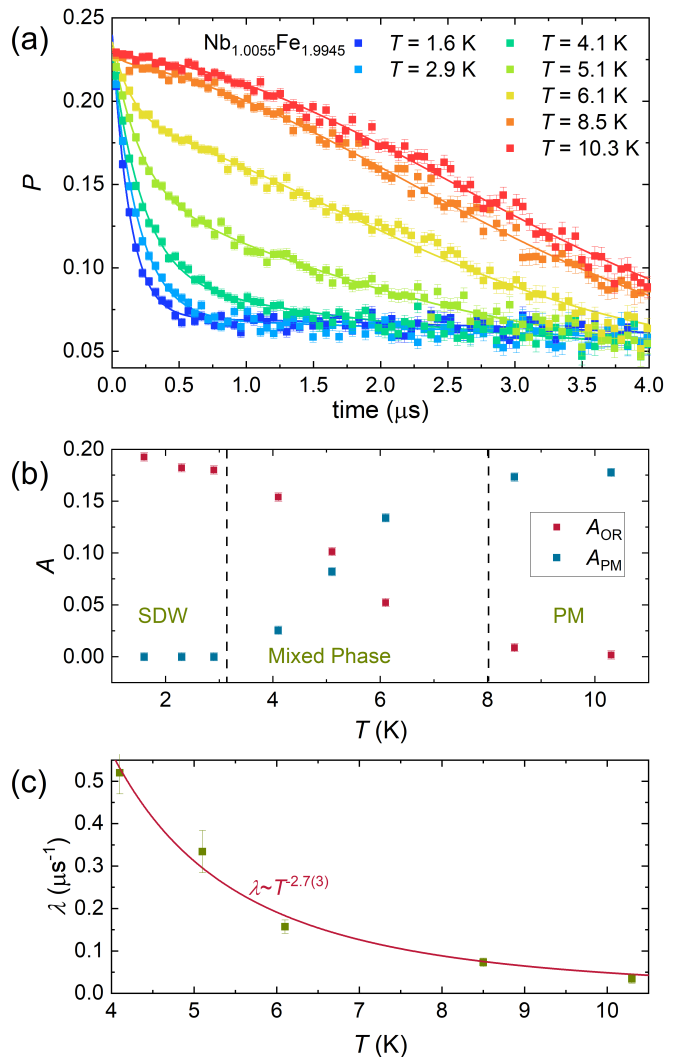 (a)
Nb1.0055Fe1.9945
T = 1.6 K
T = 2.9 K
T = 4.1 K
T = 5.1 K
T = 6.1 K
T = 8.5 K
T = 10.3 K
0.25
0.20
0.15
0.10
0.05
P
0.0 0.5 1.0 1.5 2.0 2.5 3.0 3.5 4.0
time (μs)
(b)
0.20
0.15
0.10
0.05
0.00
A
AOR
APM
SDW
Mixed Phase
PM
2 4 6 8 10
T (K)
(c)
0.5
0.4
0.3
0.2
0.1
0.0
λ (μs-1)
λ~T-2.7(3)
4 5 6 7 8 9 10
T (K)